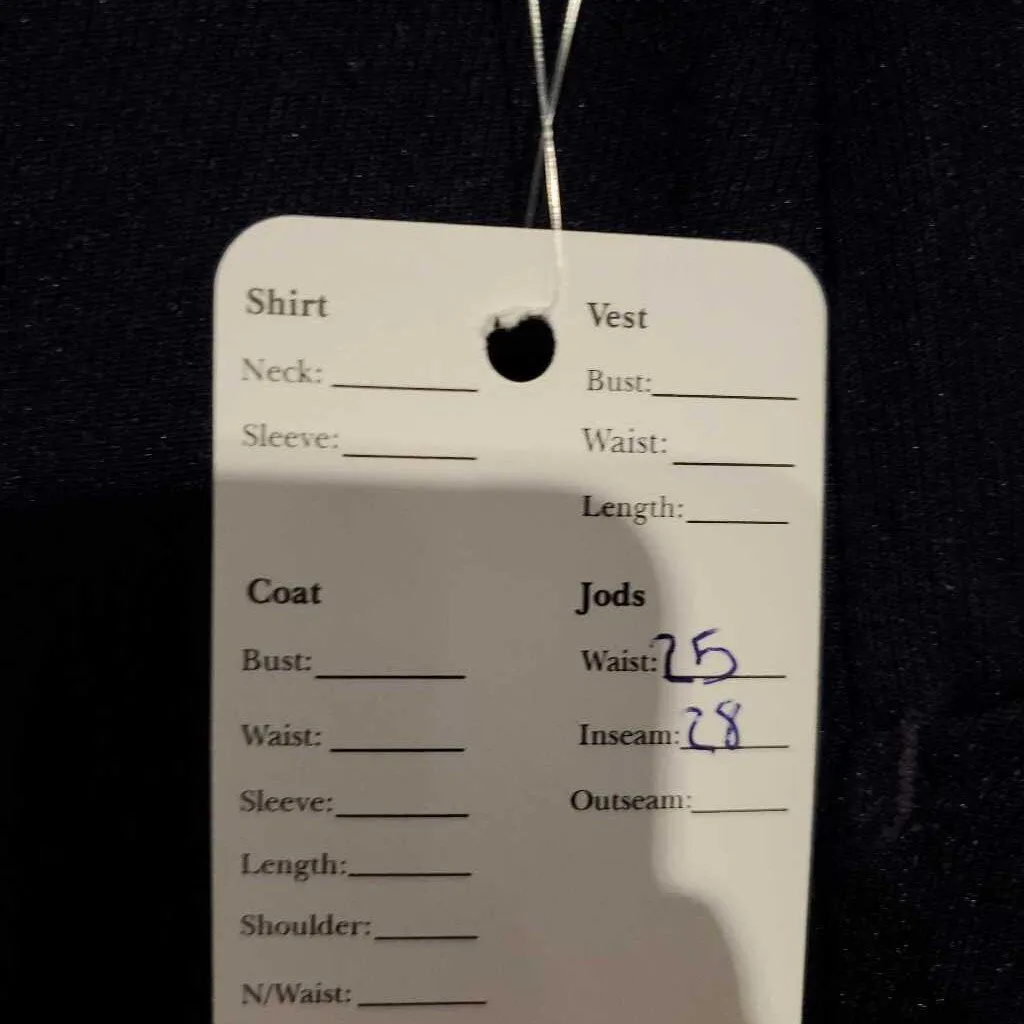 Shirt
Neck:
Sleeve:
Vest
Bust:
Waist:
Length:
Coat
Bust:
Waist:
Sleeve:
Length:
Shoulder:
N/Waist:
Jods
Waist: 25
Inseam: 28
Outseam: